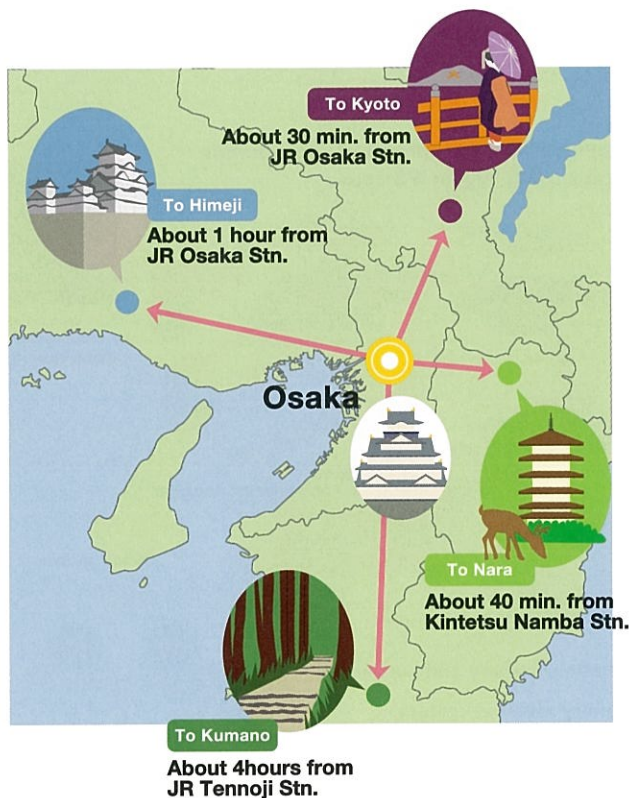 To Kyoto
About 30 min. from
JR Osaka Stn.
To Himeji
About 1 hour from
JR Osaka Stn.
Osaka
To Nara
About 40 min. from
Kintetsu Namba Stn.
To Kumano
About 4hours from
JR Tennoji Stn.